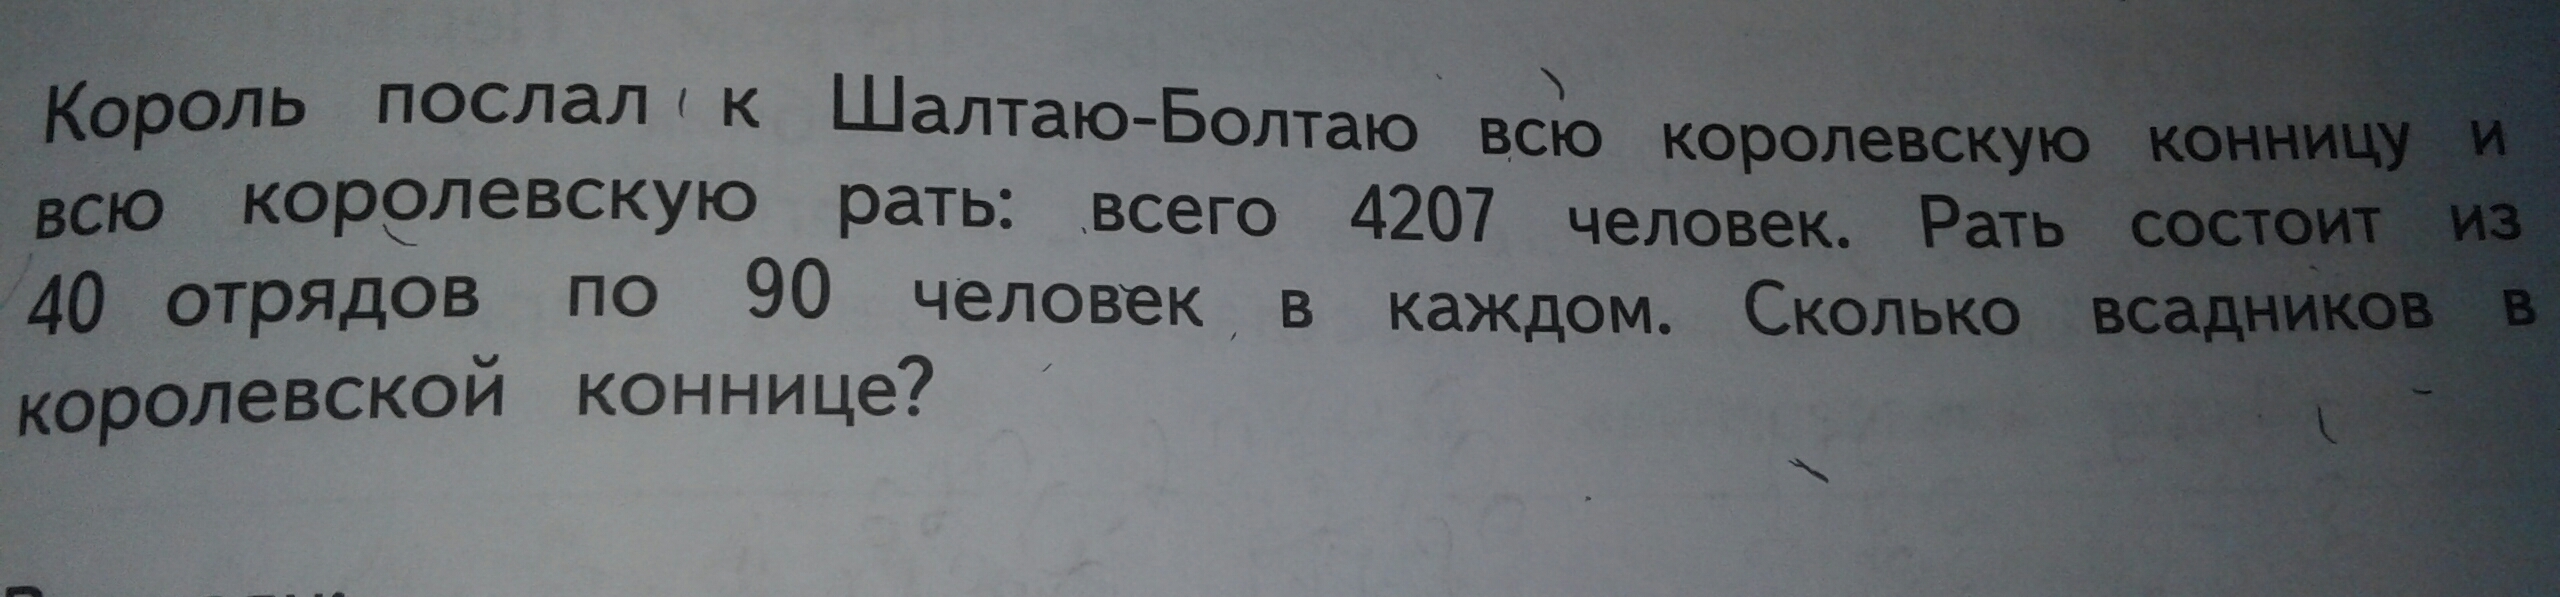 Король послал к Шалтаю-Болтаю всю королевскую конницу и
всю королевскую рать: всего 4207 человек. Рать состоит из
40 отрядов по 90 человек в каждом. Сколько всадников в
королевской коннице?